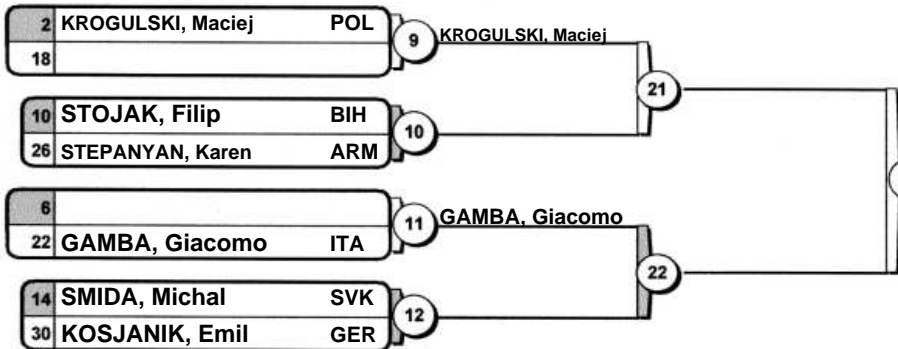 2 KROGULSKI, Maciej POL
18
9 KROGULSKI, Maciej
21
10 STOJAK, Filip BIH
26 STEPANYAN, Karen ARM
10
6
22 GAMBA, Giacomo ITA
11 GAMBA, Giacomo
22
14 SMIDA, Michal SVK
30 KOSJANIK, Emil GER
12